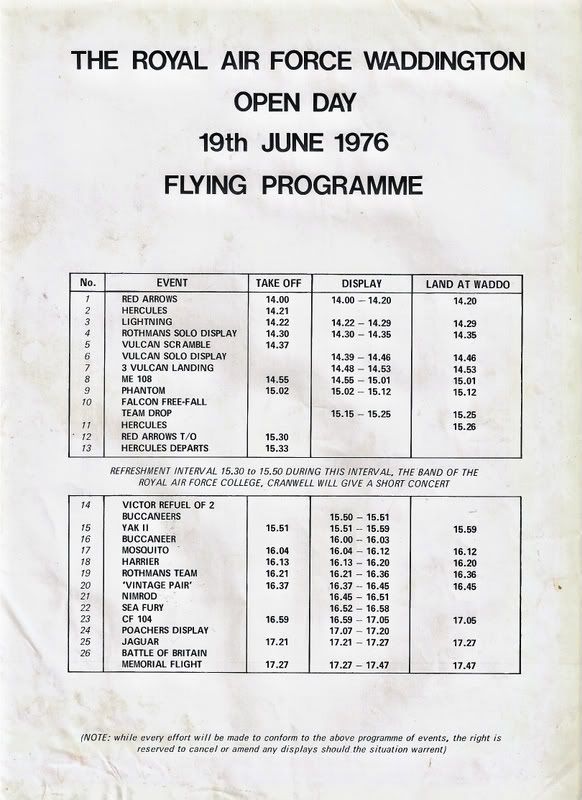 THE ROYAL AIR FORCE WADDINGTON
OPEN DAY
19th JUNE 1976
FLYING PROGRAMME
No. EVENT TAKE OFF DISPLAY LAND AT WADDO
1 RED ARROWS 14.00 14.00 – 14.20 14.20
2 HERCULES 14.21
3 LIGHTNING 14.22 14.22 – 14.29 14.29
4 ROTHMANS SOLO DISPLAY 14.30 14.30 – 14.35 14.35
5 VULCAN SCRAMBLE 14.37
6 VULCAN SOLO DISPLAY 14.39 – 14.46 14.46
7 3 VULCAN LANDING 14.48 – 14.53 14.53
8 ME 108 14.55 14.55 – 15.01 15.01
9 PHANTOM 15.02 15.02 – 15.12 15.12
10 FALCON FREE-FALL
TEAM DROP 15.15 – 15.25 15.25
11 HERCULES 15.26
12 RED ARROWS T/O 15.30
13 HERCULES DEPARTS 15.33
REFRESHMENT INTERVAL 15.30 to 15.50 DURING THIS INTERVAL, THE BAND OF THE
ROYAL AIR FORCE COLLEGE, CRANWELL WILL GIVE A SHORT CONCERT
14 VICTOR REFUEL OF 2
BUCCANEERS 15.50 – 15.51
15 YAK II 15.51 15.51 – 15.59 15.59
16 BUCCANEER 16.00 – 16.03
17 MOSQUITO 16.04 16.04 – 16.12 16.12
18 HARRIER 16.13 16.13 – 16.20 16.20
19 ROTHMANS TEAM 16.21 16.21 – 16.36 16.36
20 'VINTAGE PAIR' 16.37 16.37 – 16.45 16.45
21 NIMROD 16.45 – 16.51
22 SEA FURY 16.52 – 16.58
23 CF 104 16.59 16.59 – 17.05 17.05
24 POACHERS DISPLAY 17.07 – 17.20
25 JAGUAR 17.21 17.21 – 17.27 17.27
26 BATTLE OF BRITAIN
MEMORIAL FLIGHT 17.27 17.27 – 17.47 17.47
(NOTE: while every effort will be made to conform to the above programme of events, the right is
reserved to cancel or amend any displays should the situation warrent)